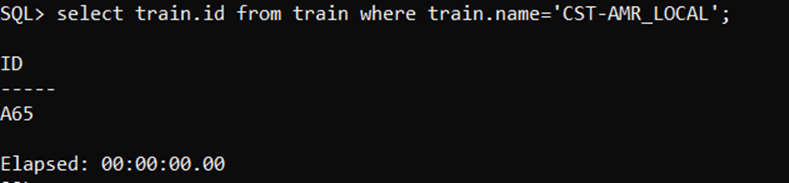 SQL> select train.id from train where train.name='CST-AMR_LOCAL';
ID
-----
A65
Elapsed: 00:00:00.00